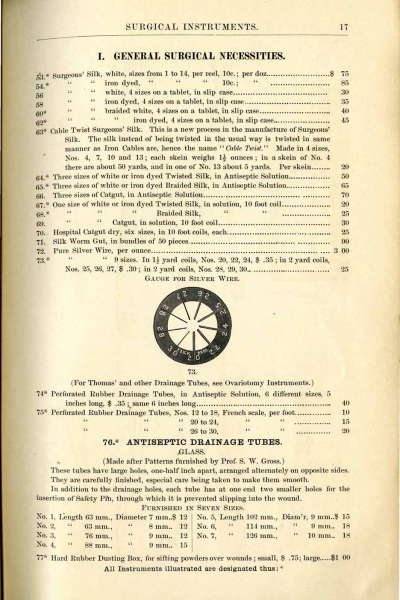 SURGICAL INSTRUMENTS. 17
I. GENERAL SURGICAL NECESSITIES.
53.* Surgeons' Silk, white, sizes from 1 to 14, per reel, 10c.; per doz....$ 75
54.* " " iron dyed, " " " 10c.; " .... 85
56 " " white, 4 sizes on a tablet, in slip case.... 30
58 " " iron dyed, 4 sizes on a tablet, in slip case.... 35
60* " " braided white, 4 sizes on a tablet, in slip case.... 40
62* " " " iron dyed, 4 sizes on a tablet, in slip case.... 45
63* Cable Twist Surgeons' Silk. This is a new process in the manufacture of Surgeons'
Silk. The silk instead of being twisted in the usual way is twisted in same
manner as Iron Cables are, hence the name "Cable Twist." Made in 4 sizes,
Nos. 4, 7, 10 and 13; each skein weighs 1½ ounces; in a skein of No. 4
there are about 50 yards, and in one of No. 13 about 5 yards. Per skein.... 20
64.* Three sizes of white or iron dyed Twisted Silk, in Antiseptic Solution.... 50
65.* Three sizes of white or iron dyed Braided Silk, in Antiseptic Solution.... 65
66. Three sizes of Catgut, in Antiseptic Solution.... 70
67.* One size of white or iron dyed Twisted Silk, in solution, 10 foot coil.... 20
68.* " " " " Braided Silk, " " .... 25
69. " " Catgut, in solution, 10 foot coil.... 30
70. Hospital Catgut dry, six sizes, in 10 foot coils, each.... 25
71. Silk Worm Gut, in bundles of 50 pieces.... 90
72. Pure Silver Wire, per ounce.... 3 00
73.* " " 9 sizes. In 1½ yard coils, Nos. 20, 22, 24, $ .35; in 2 yard coils,
Nos. 25, 26, 27, $ .30; in 2 yard coils, Nos. 28, 29, 30.... 25
GAUGE FOR SILVER WIRE.
73.
(For Thomas' and other Drainage Tubes, see Ovariotomy Instruments.)
74* Perforated Rubber Drainage Tubes, in Antiseptic Solution, 6 different sizes, 5
inches long, $ .35; same 6 inches long.... 40
75* Perforated Rubber Drainage Tubes, Nos. 12 to 18, French scale, per foot.... 10
" " " 20 to 24, " .... 15
" " " 26 to 30, " .... 20
76.* ANTISEPTIC DRAINAGE TUBES.
GLASS.
(Made after Patterns furnished by Prof. S. W. Gross.)
These tubes have large holes, one-half inch apart, arranged alternately on opposite sides.
They are carefully finished, especial care being taken to make them smooth.
In addition to the drainage holes, each tube has at one end two smaller holes for the
insertion of Safety Pin, through which it is prevented slipping into the wound.
FURNISHED IN SEVEN SIZES.
No. 1, Length 63 mm., Diameter 7 mm..$ 12 No. 5, Length 102 mm., Diam'r, 9 mm..$ 15
No. 2, " 63 mm., " 8 mm.. 12 No. 6, " 114 mm., " 9 mm.. 18
No. 3, " 76 mm., " 9 mm.. 12 No. 7, " 126 mm., " 10 mm.. 18
No. 4, " 88 mm., " 9 mm.. 15
77* Hard Rubber Dusting Box, for sifting powders over wounds; small, $ .75; large....$1 00
All Instruments illustrated are designated thus:*